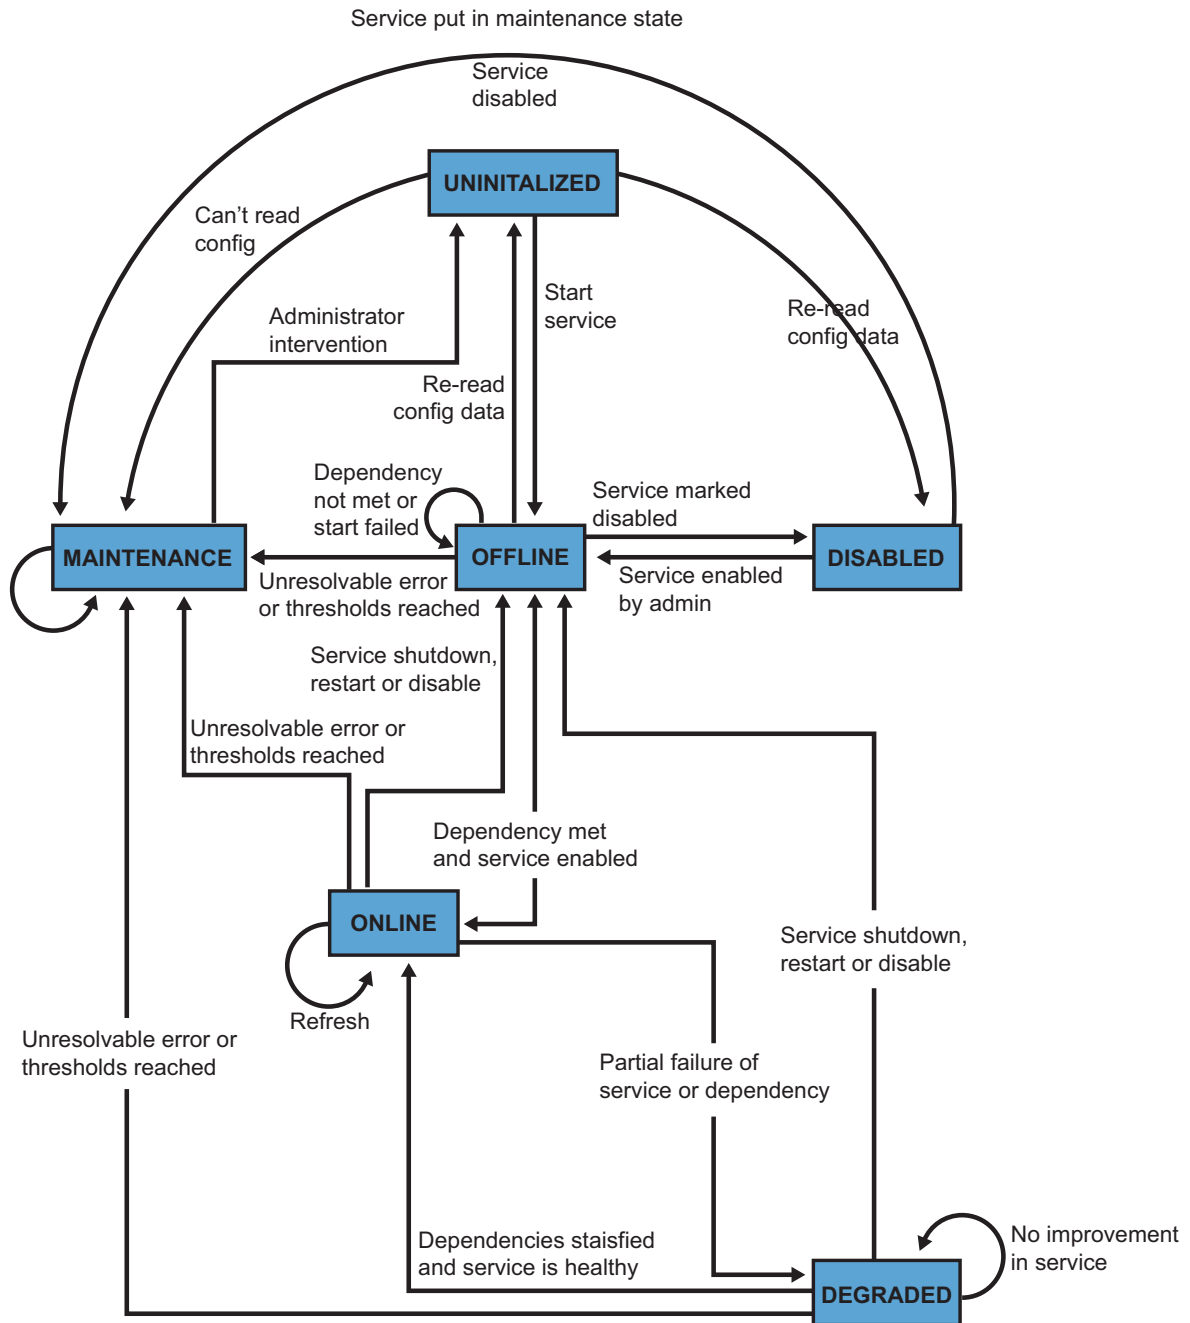 Service put in maintenance state
Service
disabled
UNINITALIZED
Can't read
config
Start
service
Re-read
config data
Administrator
intervention
Re-read
config data
Dependency
not met or
start failed
Service marked
disabled
MAINTENANCE
OFFLINE
DISABLED
Unresolvable error
or thresholds reached
Service enabled
by admin
Service shutdown,
restart or disable
Unresolvable error or
thresholds reached
Dependency met
and service enabled
ONLINE
Service shutdown,
restart or disable
Refresh
Unresolvable error or
thresholds reached
Partial failure of
service or dependency
Dependencies staisfied
and service is healthy
No improvement
in service
DEGRADED